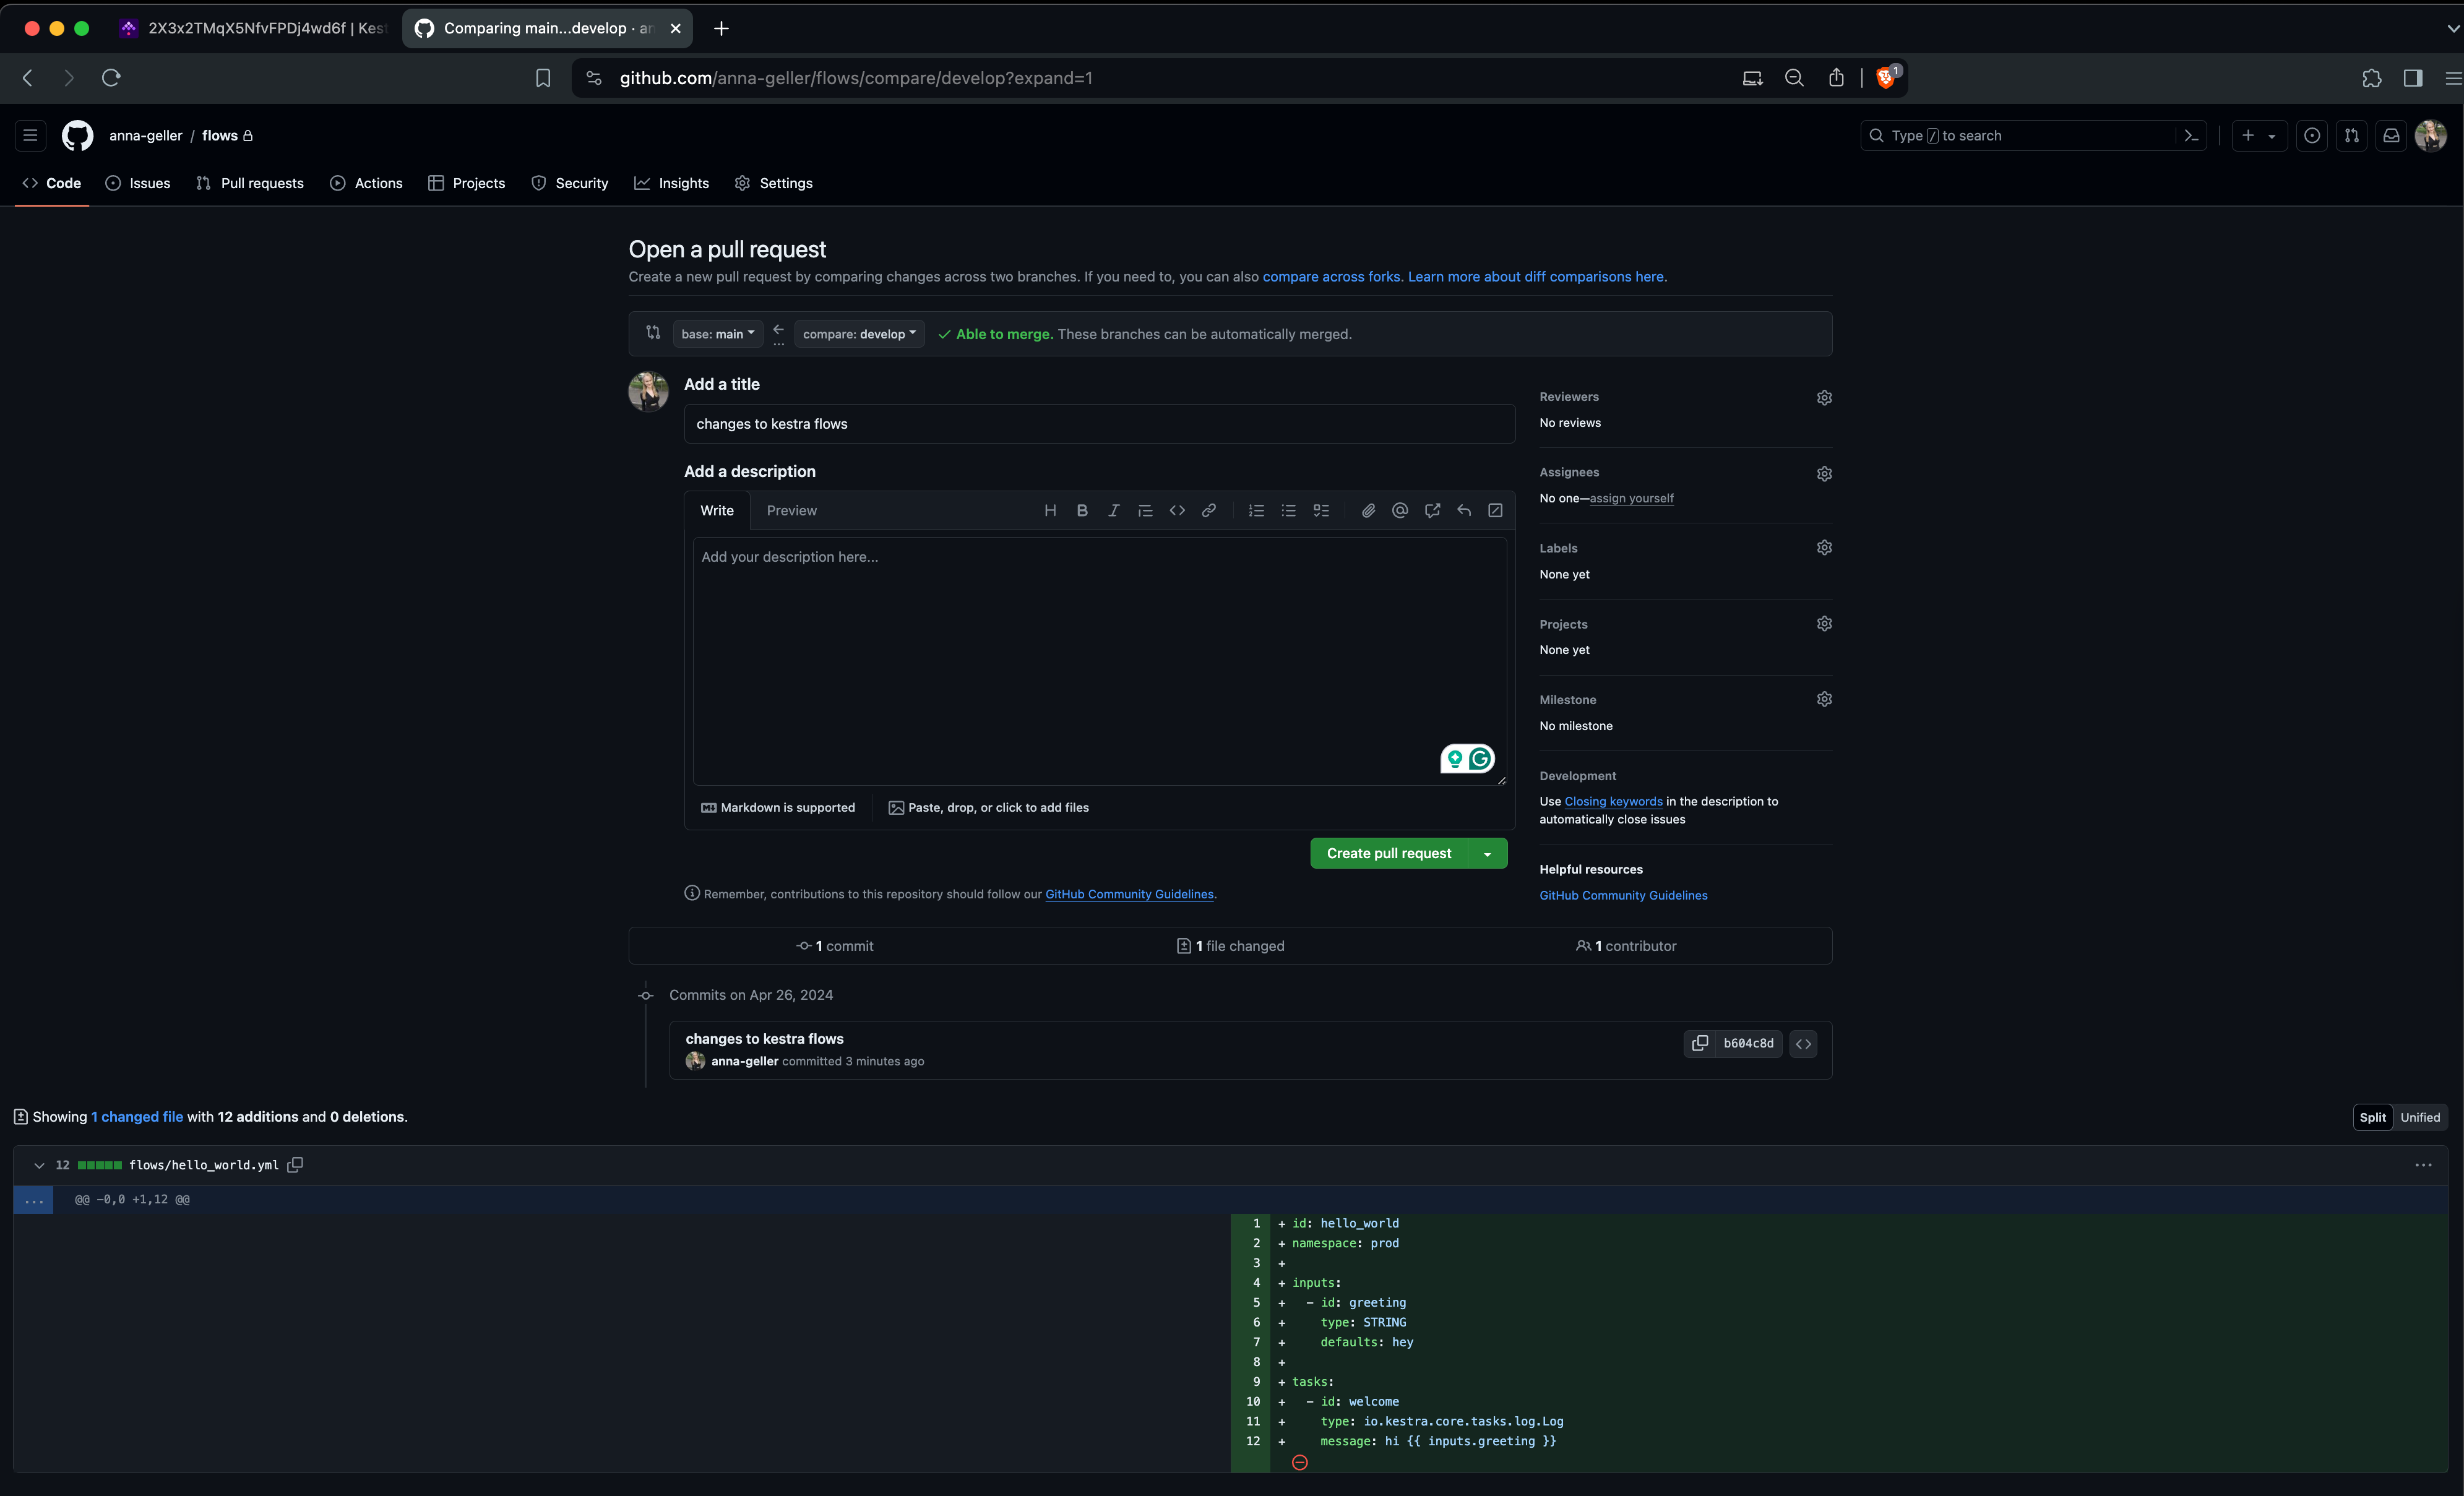 2X3x2TMqX5NfvFPDj4wd6f | Kest
Comparing main...develop · an
github.com/anna-geller/flows/compare/develop?expand=1
1
anna-geller / flows
Type / to search
Code Issues Pull requests Actions Projects Security Insights Settings
Open a pull request
Create a new pull request by comparing changes across two branches. If you need to, you can also compare across forks. Learn more about diff comparisons here.
base: main ← ... compare: develop ✓ Able to merge. These branches can be automatically merged.
Add a title
changes to kestra flows
Add a description
Write Preview
Add your description here...
Markdown is supported
Paste, drop, or click to add files
Create pull request
Remember, contributions to this repository should follow our GitHub Community Guidelines.
Reviewers
No reviews
Assignees
No one—assign yourself
Labels
None yet
Projects
None yet
Milestone
No milestone
Development
Use Closing keywords in the description to
automatically close issues
Helpful resources
GitHub Community Guidelines
1 commit
1 file changed
1 contributor
Commits on Apr 26, 2024
changes to kestra flows
anna-geller committed 3 minutes ago
b604c8d
Showing 1 changed file with 12 additions and 0 deletions.
Split Unified
12 flows/hello_world.yml
... @@ -0,0 +1,12 @@
1 + id: hello_world
2 + namespace: prod
3 +
4 + inputs:
5 + - id: greeting
6 + type: STRING
7 + defaults: hey
8 +
9 + tasks:
10 + - id: welcome
11 + type: io.kestra.core.tasks.log.Log
12 + message: hi {{ inputs.greeting }}